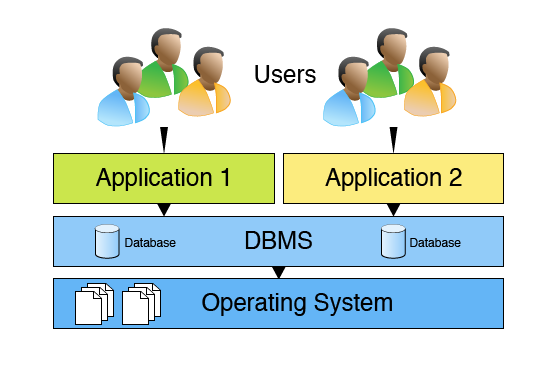 Users
Application 1
Application 2
Database
DBMS
Database
Operating System